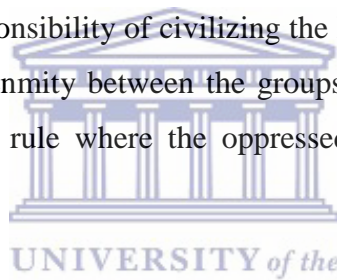 onsibility of civilizing the
nmity between the groups
rule where the oppressed
UNIVERSITY of the